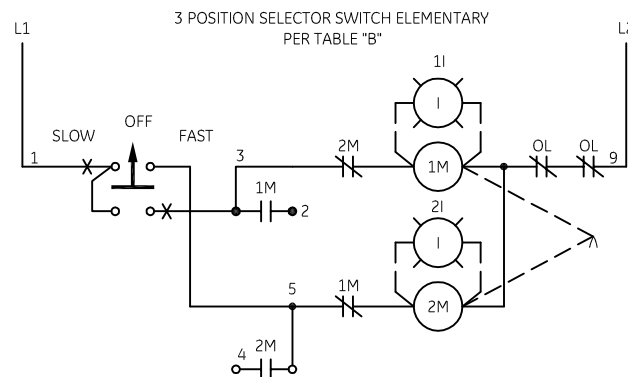 3 POSITION SELECTOR SWITCH ELEMENTARY
PER TABLE "B"
L1
L2
1I
I
SLOW
OFF
FAST
1
3
2M
1M
OL
OL
9
1M
2
2I
I
5
1M
2M
4
2M